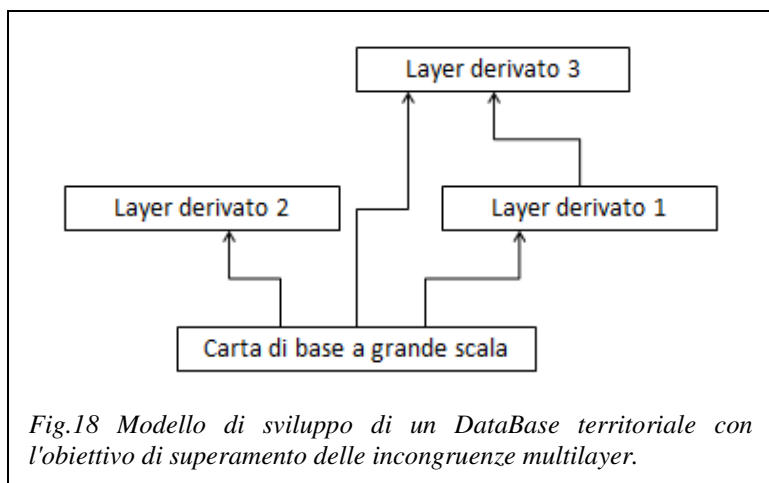 Layer derivato 3
Layer derivato 2
Layer derivato 1
Carta di base a grande scala
Fig.18 Modello di sviluppo di un DataBase territoriale con
l'obiettivo di superamento delle incongruenze multilayer.